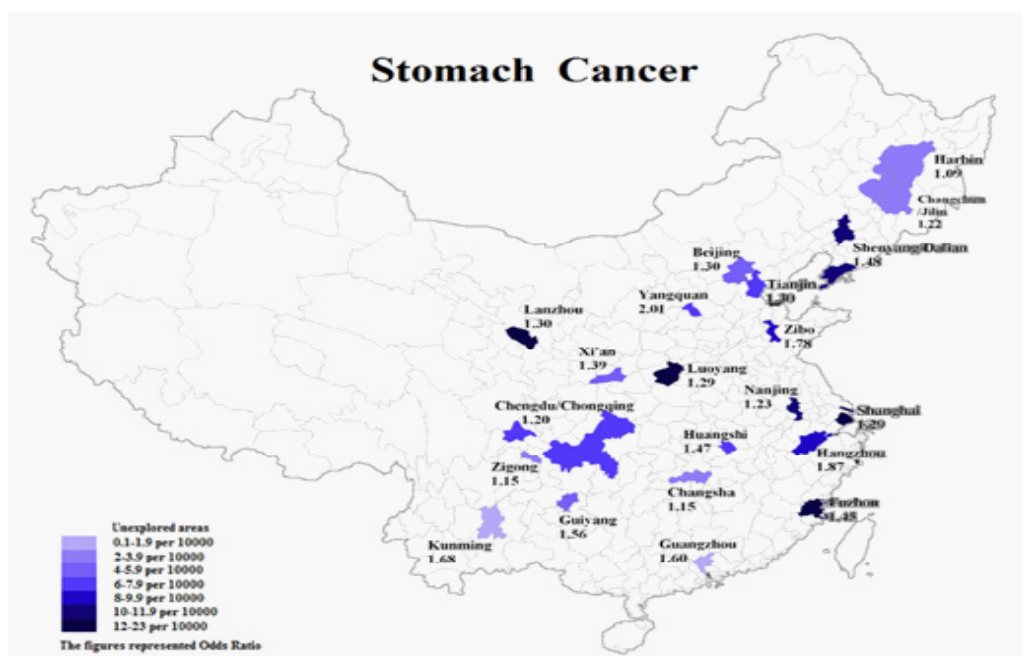 Stomach Cancer
Harbin
1.09
Changchun
/Jilin
1.22
Shenyang/Dalian
1.48
Beijing
1.30
Tianjin
1.30
Yangquan
2.01
Lanzhou
1.30
Zibo
1.78
Xi'an
1.39
Luoyang
1.29
Nanjing
1.23
Shanghai
1.29
Chengdu/Chongqing
1.20
Huangshi
1.47
Hangzhou
1.87
Zigong
1.15
Changsha
1.15
Fuzhou
1.45
Guiyang
1.56
Kunming
1.68
Guangzhou
1.60
Unexplored areas
0.1-1.9 per 10000
2-3.9 per 10000
4-5.9 per 10000
6-7.9 per 10000
8-9.9 per 10000
10-11.9 per 10000
12-23 per 10000
The figures represented Odds Ratio